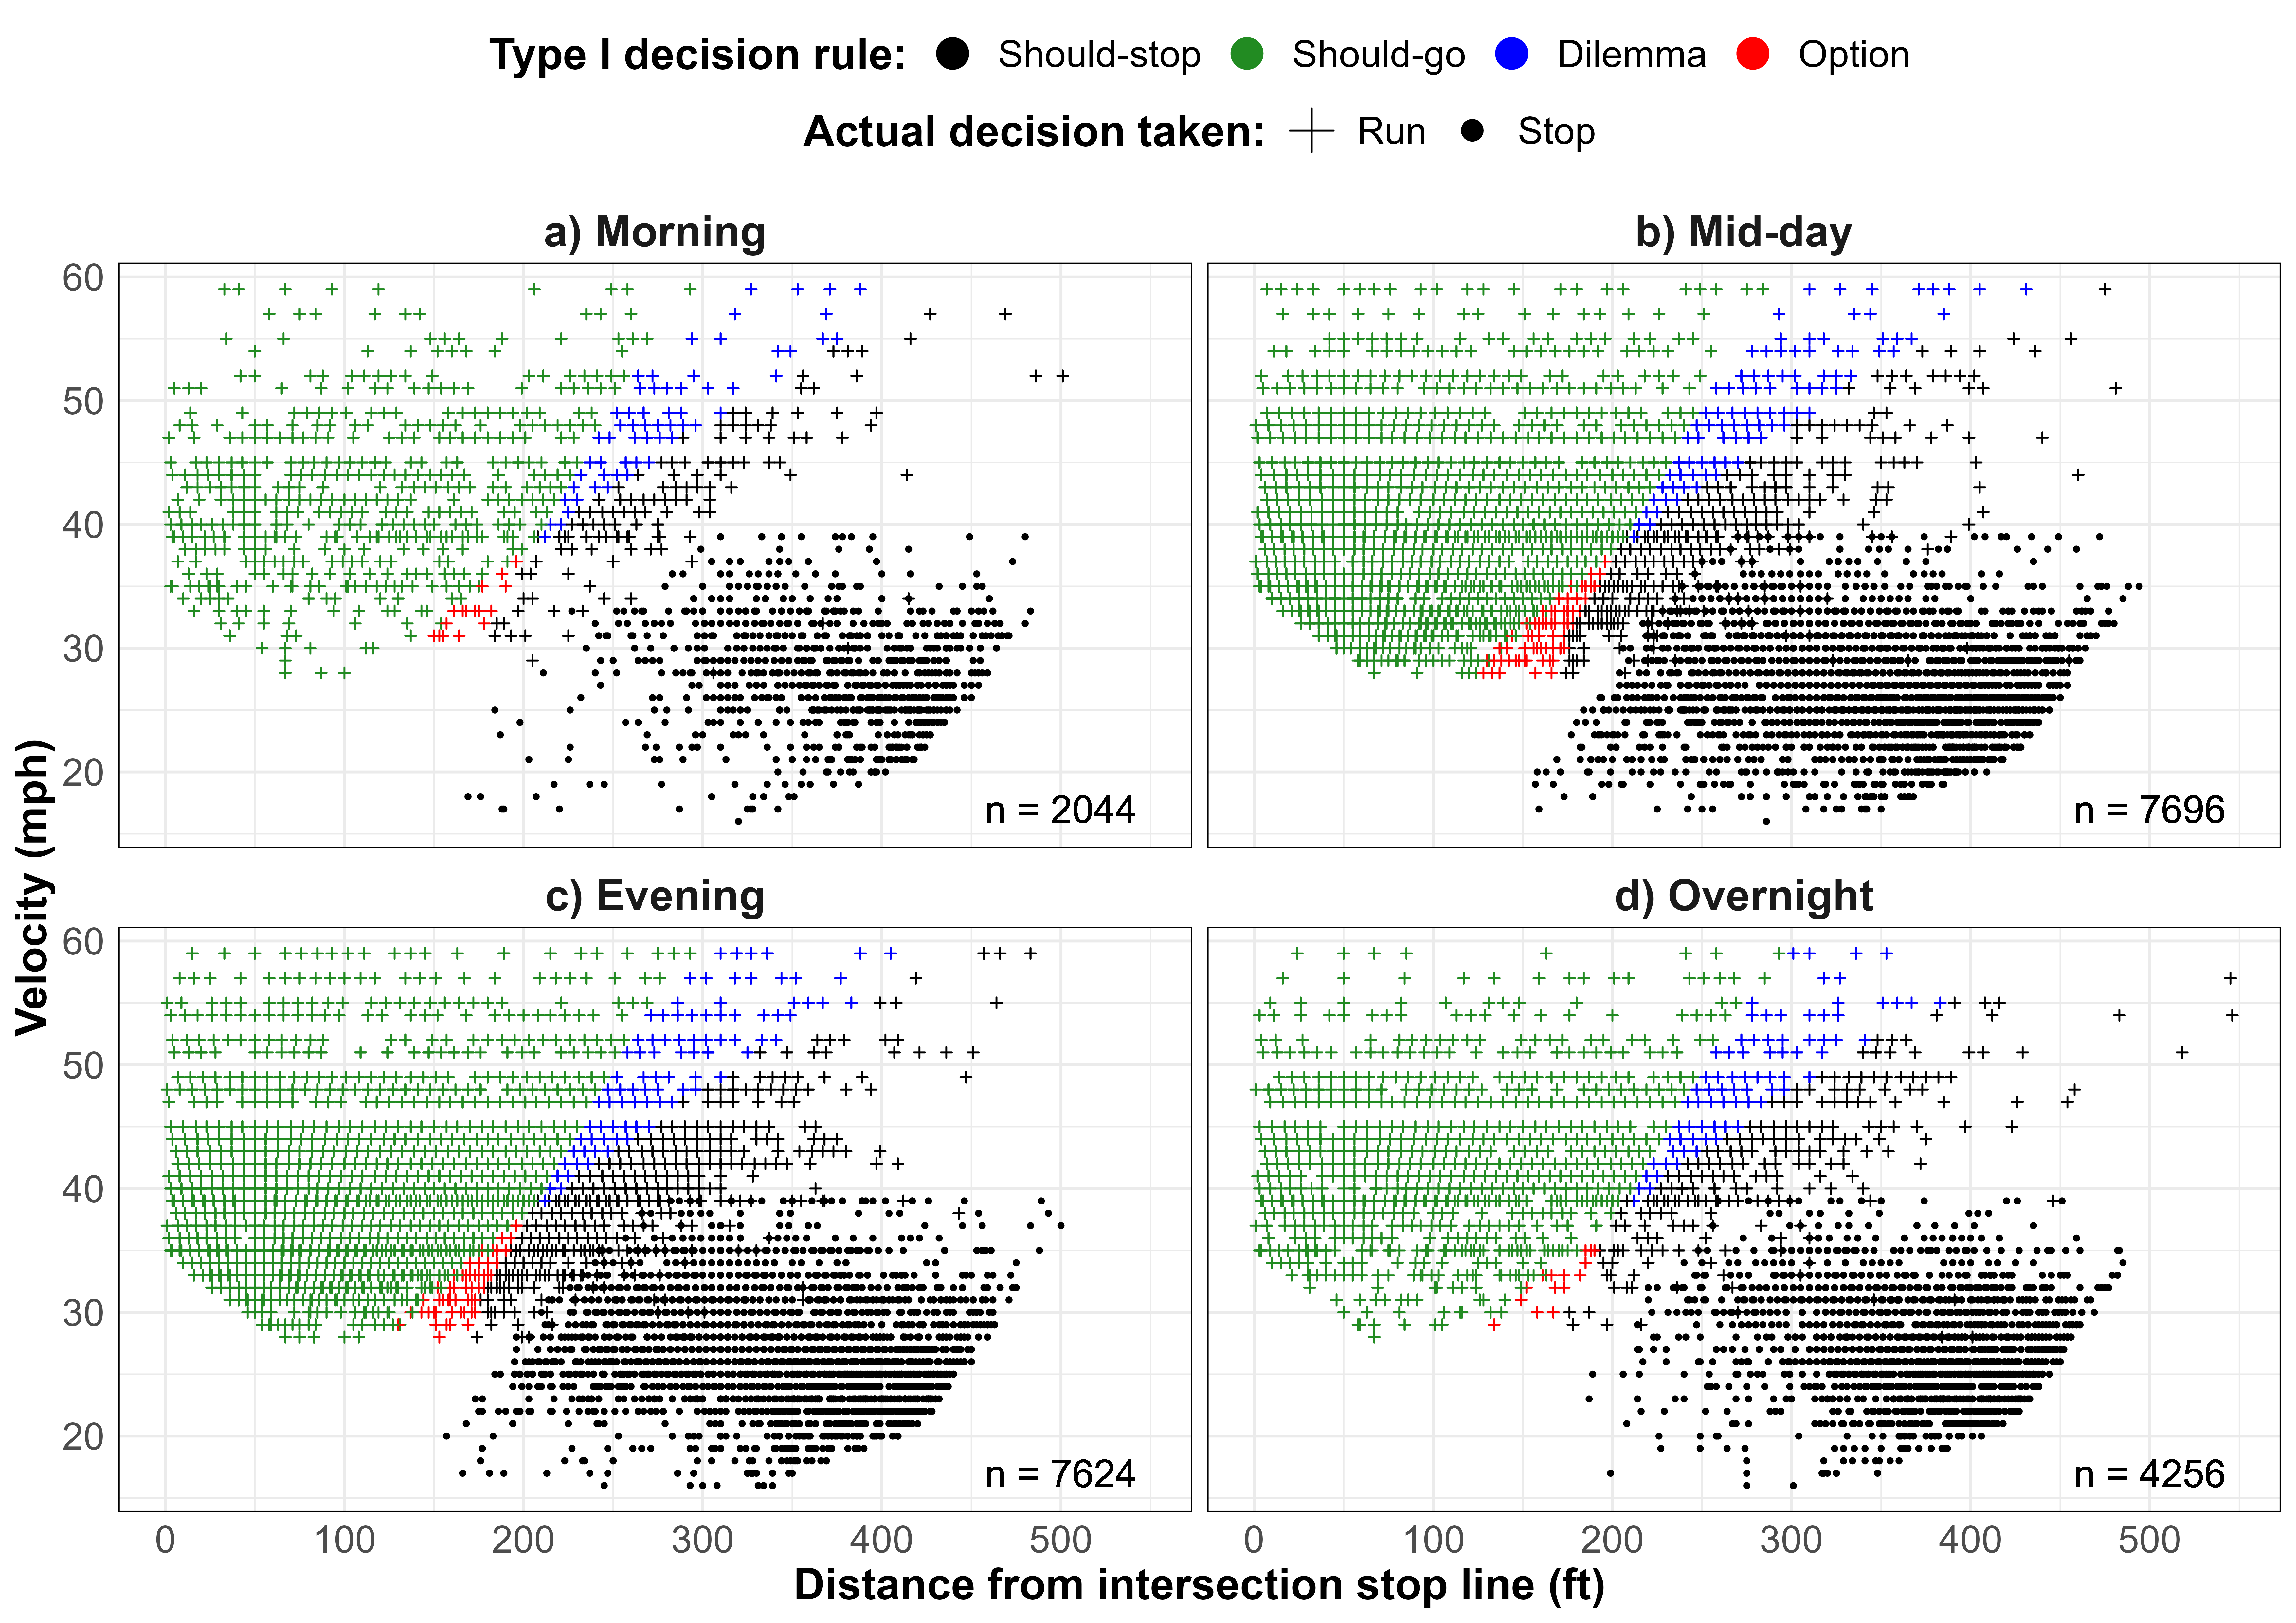 Type I decision rule: Should-stop Should-go Dilemma Option
Actual decision taken: Run Stop
a) Morning
b) Mid-day
60
50
40
30
20
n = 2044
n = 7696
c) Evening
d) Overnight
60
50
40
30
20
n = 7624
n = 4256
0 100 200 300 400 500
0 100 200 300 400 500
Velocity (mph)
Distance from intersection stop line (ft)